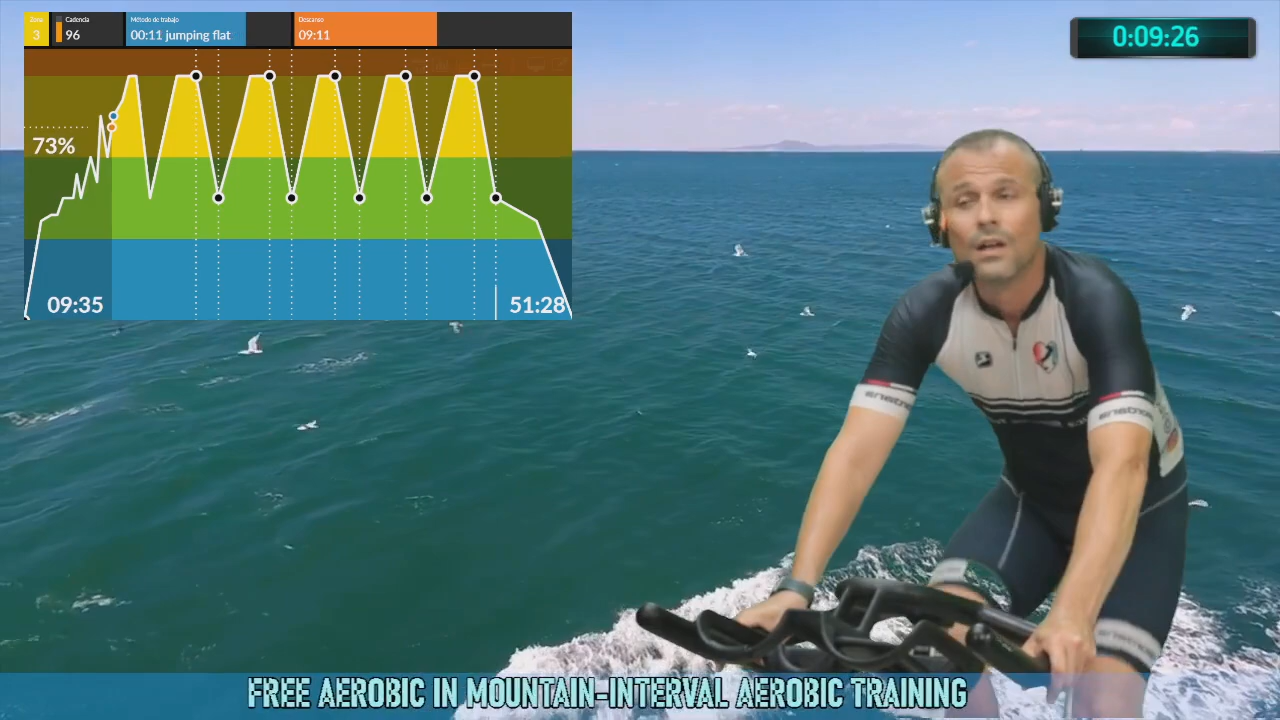 Zona
3
Cadencia
96
Método de trabajo
00:11 jumping flat
Descanso
09:11
0:09:26
73%
09:35
51:28
FREE AEROBIC IN MOUNTAIN-INTERVAL AEROBIC TRAINING